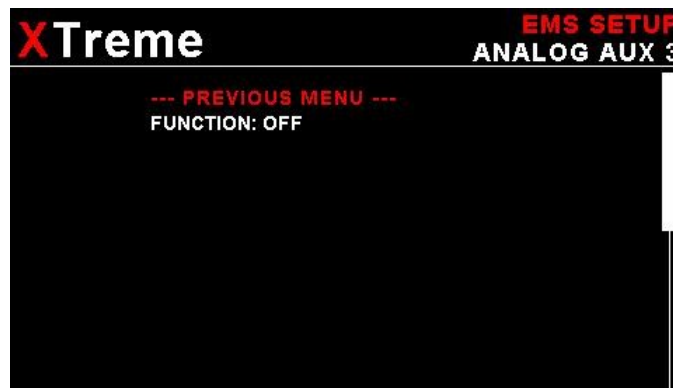 XTreme
EMS SETUP
ANALOG AUX 3
--- PREVIOUS MENU ---
FUNCTION: OFF